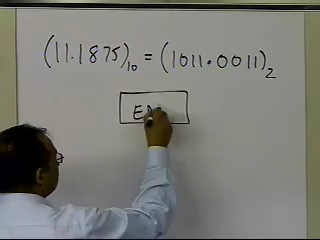 (11.1875)₁₀ = (1011.0011)₂